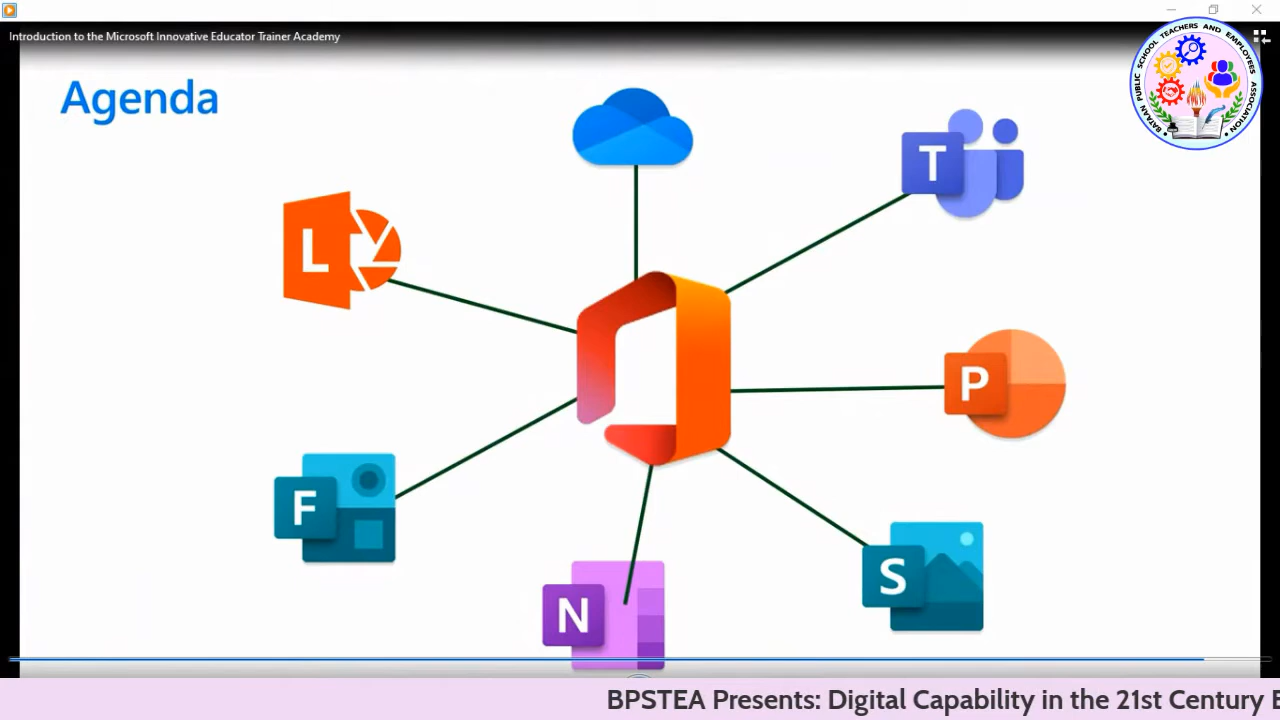 Introduction to the Microsoft Innovative Educator Trainer Academy
BATAAN PUBLIC SCHOOL TEACHERS AND EMPLOYEES ASSOCIATION
Agenda
T
L
P
F
S
N
BPSTEA Presents: Digital Capability in the 21st Century E